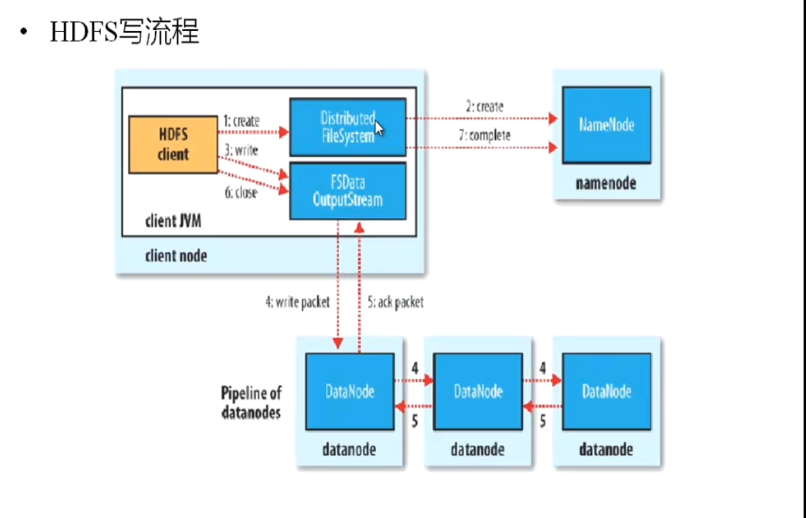 • HDFS写流程
HDFS
client
1: create
3: write
6: close
Distributed
FileSystem
FSData
OutputStream
client JVM
client node
2: create
7: complete
NameNode
namenode
4: write packet
5: ack packet
Pipeline of
datanodes
DataNode
datanode
4
5
DataNode
datanode
4
5
DataNode
datanode